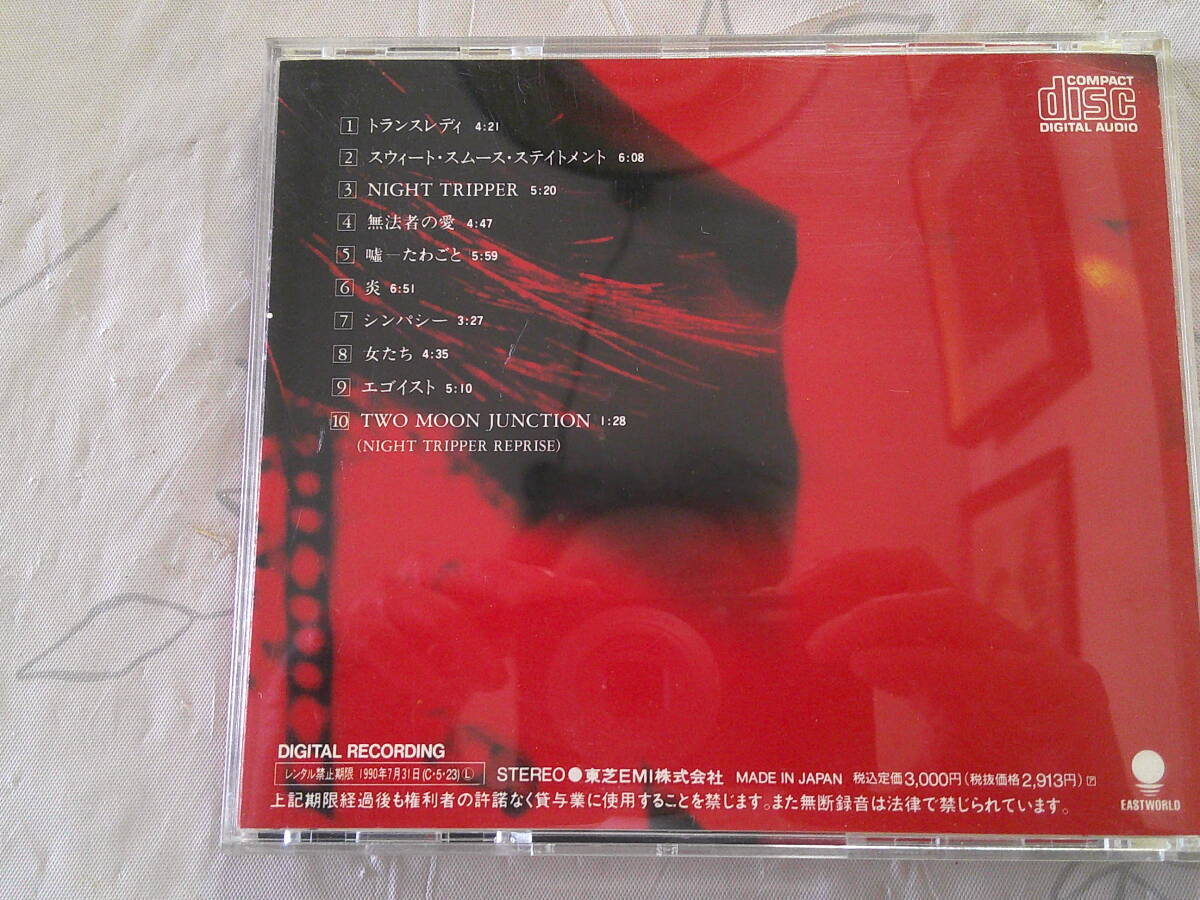 COMPACT
disc
DIGITAL AUDIO
1 トランスレディ 4:21
2 スウィート・スムース・ステイトメント 6:08
3 NIGHT TRIPPER 5:20
4 無法者の愛 4:47
5 嘘—たわごと 5:59
6 炎 6:51
7 シンパシー 3:27
8 女たち 4:35
9 エゴイスト 5:10
10 TWO MOON JUNCTION 1:28
(NIGHT TRIPPER REPRISE)
DIGITAL RECORDING
レンタル禁止期限 1990年7月31日(C・5・23)Ⓛ STEREO●東芝EMI株式会社 MADE IN JAPAN 税込定価3,000円(税抜価格2,913円)🄿
上記期限経過後も権利者の許諾なく賃貸業に使用することを禁じます。また無断録音は法律で禁じられています。
EASTWORLD